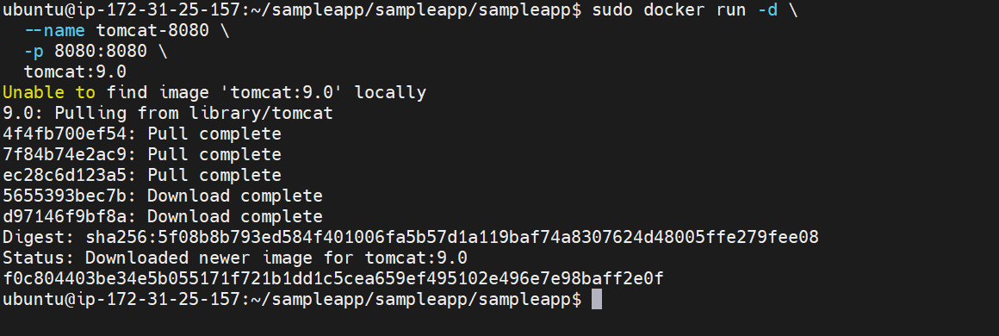 ubuntu@ip-172-31-25-157:~/sampleapp/sampleapp/sampleapp$ sudo docker run -d \
  --name tomcat-8080 \
  -p 8080:8080 \
  tomcat:9.0
Unable to find image 'tomcat:9.0' locally
9.0: Pulling from library/tomcat
4f4fb700ef54: Pull complete
7f84b74e2ac9: Pull complete
ec28c6d123a5: Pull complete
5655393bec7b: Download complete
d97146f9bf8a: Download complete
Digest: sha256:5f08b8b793ed584f401006fa5b57d1a119baf74a8307624d48005ffe279fee08
Status: Downloaded newer image for tomcat:9.0
f0c804403be34e5b055171f721b1dd1c5cea659ef495102e496e7e98baff2e0f
ubuntu@ip-172-31-25-157:~/sampleapp/sampleapp/sampleapp$